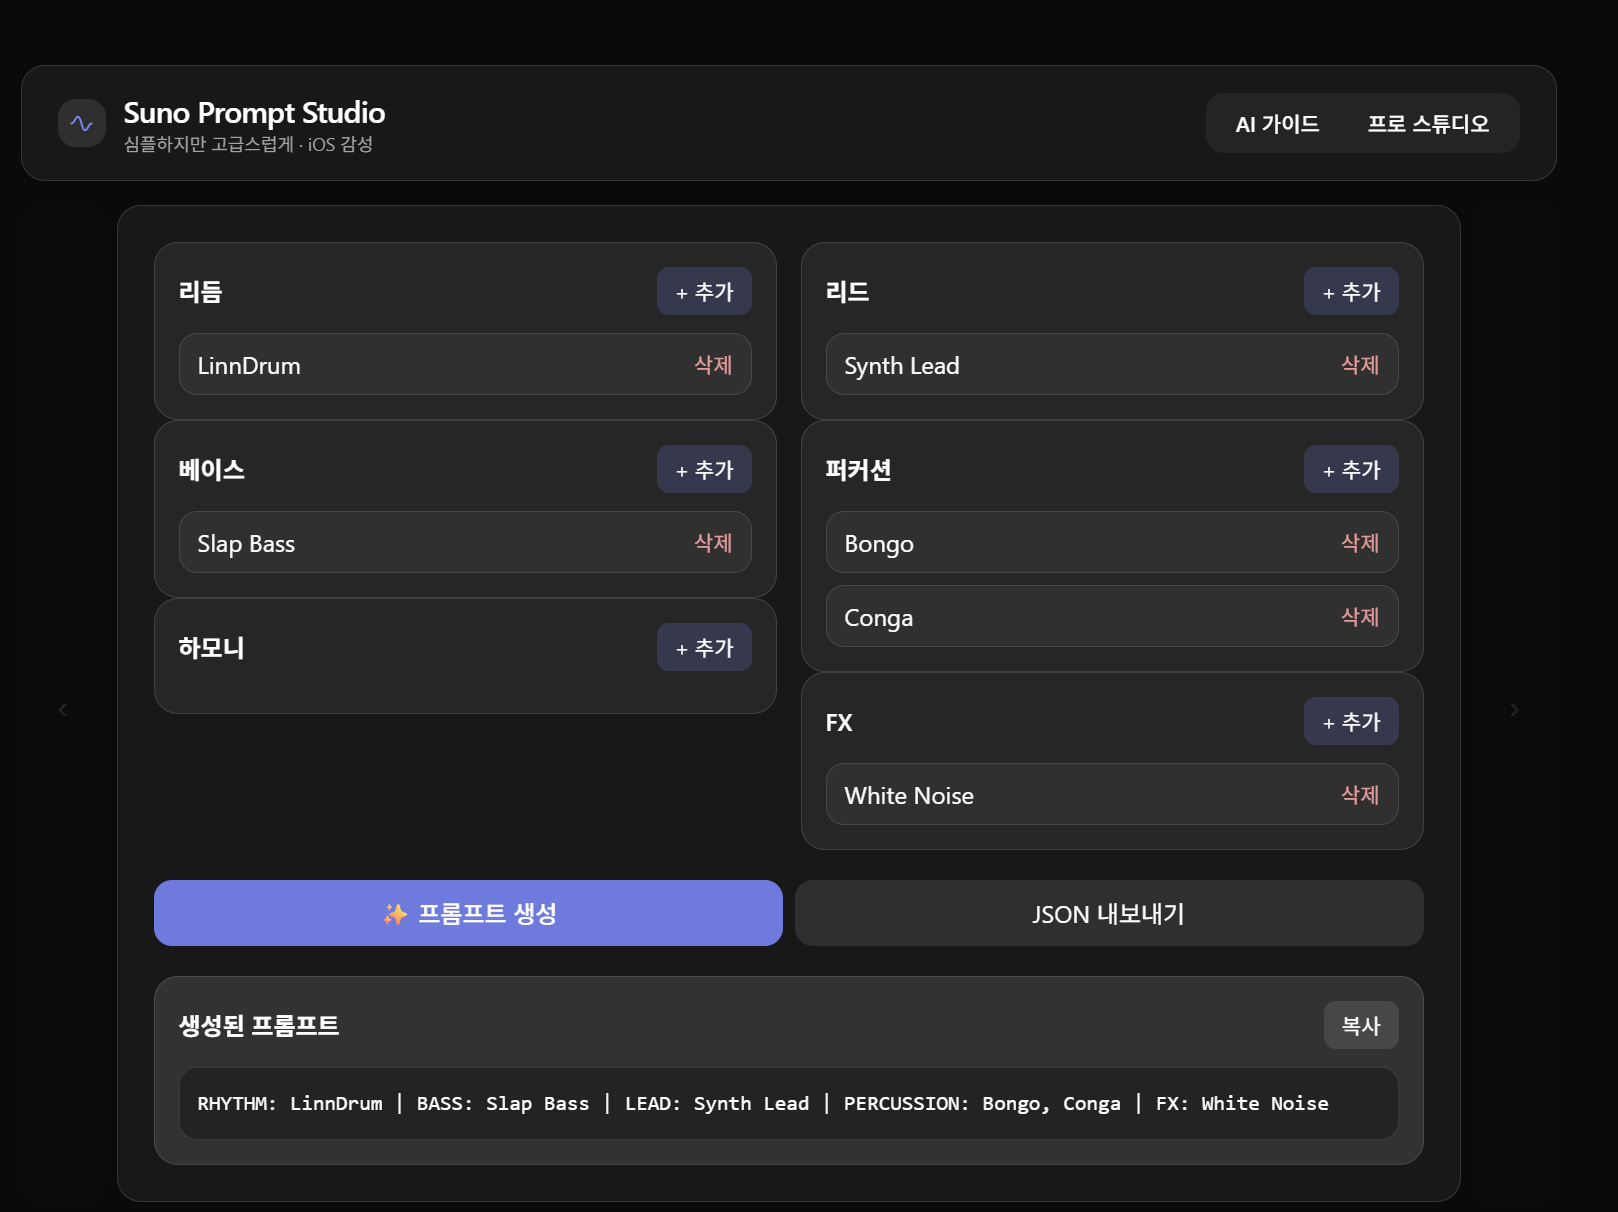 Suno Prompt Studio
심플하지만 고급스럽게 · iOS 감성
AI 가이드
프로 스튜디오
리듬
+ 추가
LinnDrum
삭제
베이스
+ 추가
Slap Bass
삭제
하모니
+ 추가
리드
+ 추가
Synth Lead
삭제
퍼커션
+ 추가
Bongo
삭제
Conga
삭제
FX
+ 추가
White Noise
삭제
✨ 프롬프트 생성
JSON 내보내기
생성된 프롬프트
복사
RHYTHM: LinnDrum | BASS: Slap Bass | LEAD: Synth Lead | PERCUSSION: Bongo, Conga | FX: White Noise